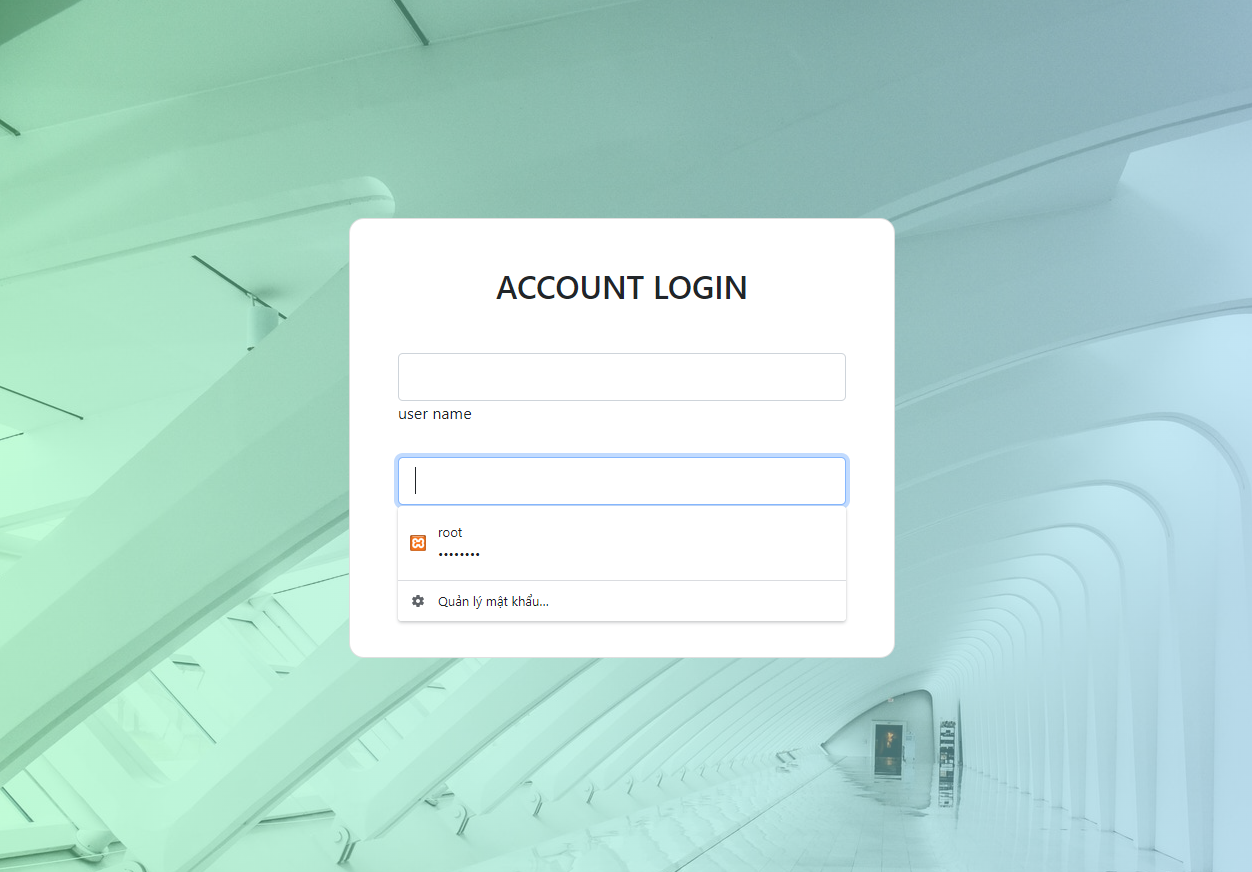 ACCOUNT LOGIN
user name
root
••••••••
Quản lý mật khẩu...